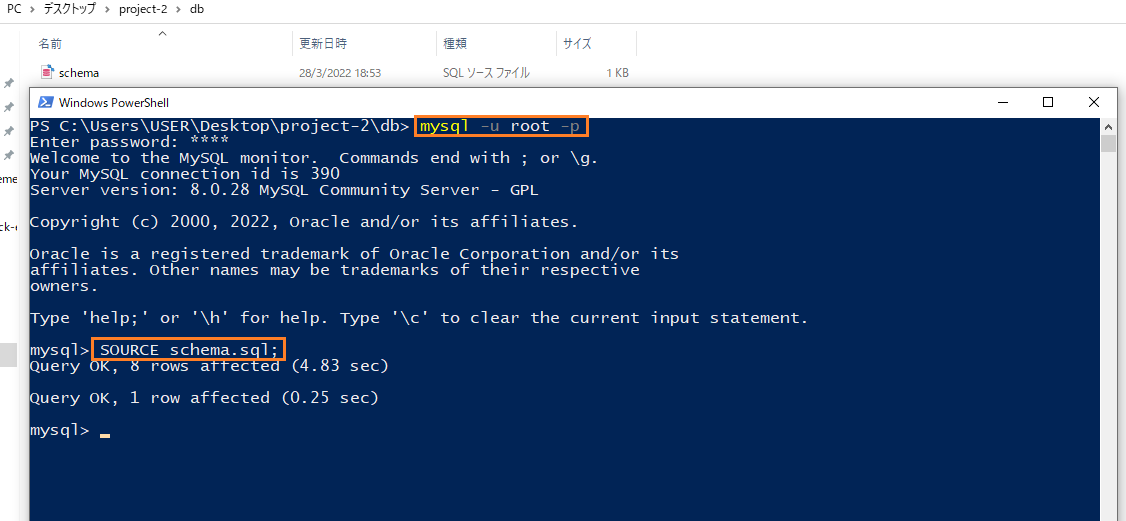 PC > デスクトップ > project-2 > db
名前 更新日時 種類 サイズ
schema 28/3/2022 18:53 SQL ソース ファイル 1 KB
Windows PowerShell
PS C:\Users\USER\Desktop\project-2\db> mysql -u root -p
Enter password: ****
Welcome to the MySQL monitor.  Commands end with ; or \g.
Your MySQL connection id is 390
Server version: 8.0.28 MySQL Community Server - GPL
Copyright (c) 2000, 2022, Oracle and/or its affiliates.
Oracle is a registered trademark of Oracle Corporation and/or its
affiliates. Other names may be trademarks of their respective
owners.
Type 'help;' or '\h' for help. Type '\c' to clear the current input statement.
mysql> SOURCE schema.sql;
Query OK, 8 rows affected (4.83 sec)
Query OK, 1 row affected (0.25 sec)
mysql>